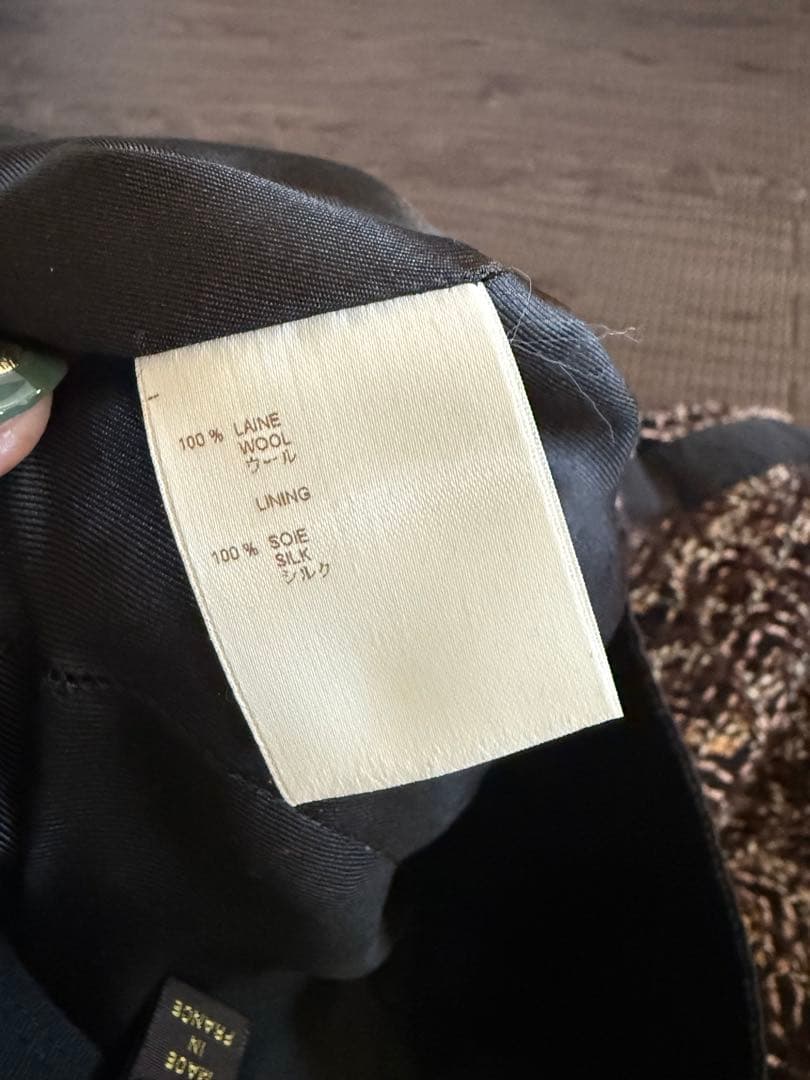 100 % LAINE
WOOL
ウール
LINING
100 % SOIE
SILK
シルク
MADE
IN
FRANCE